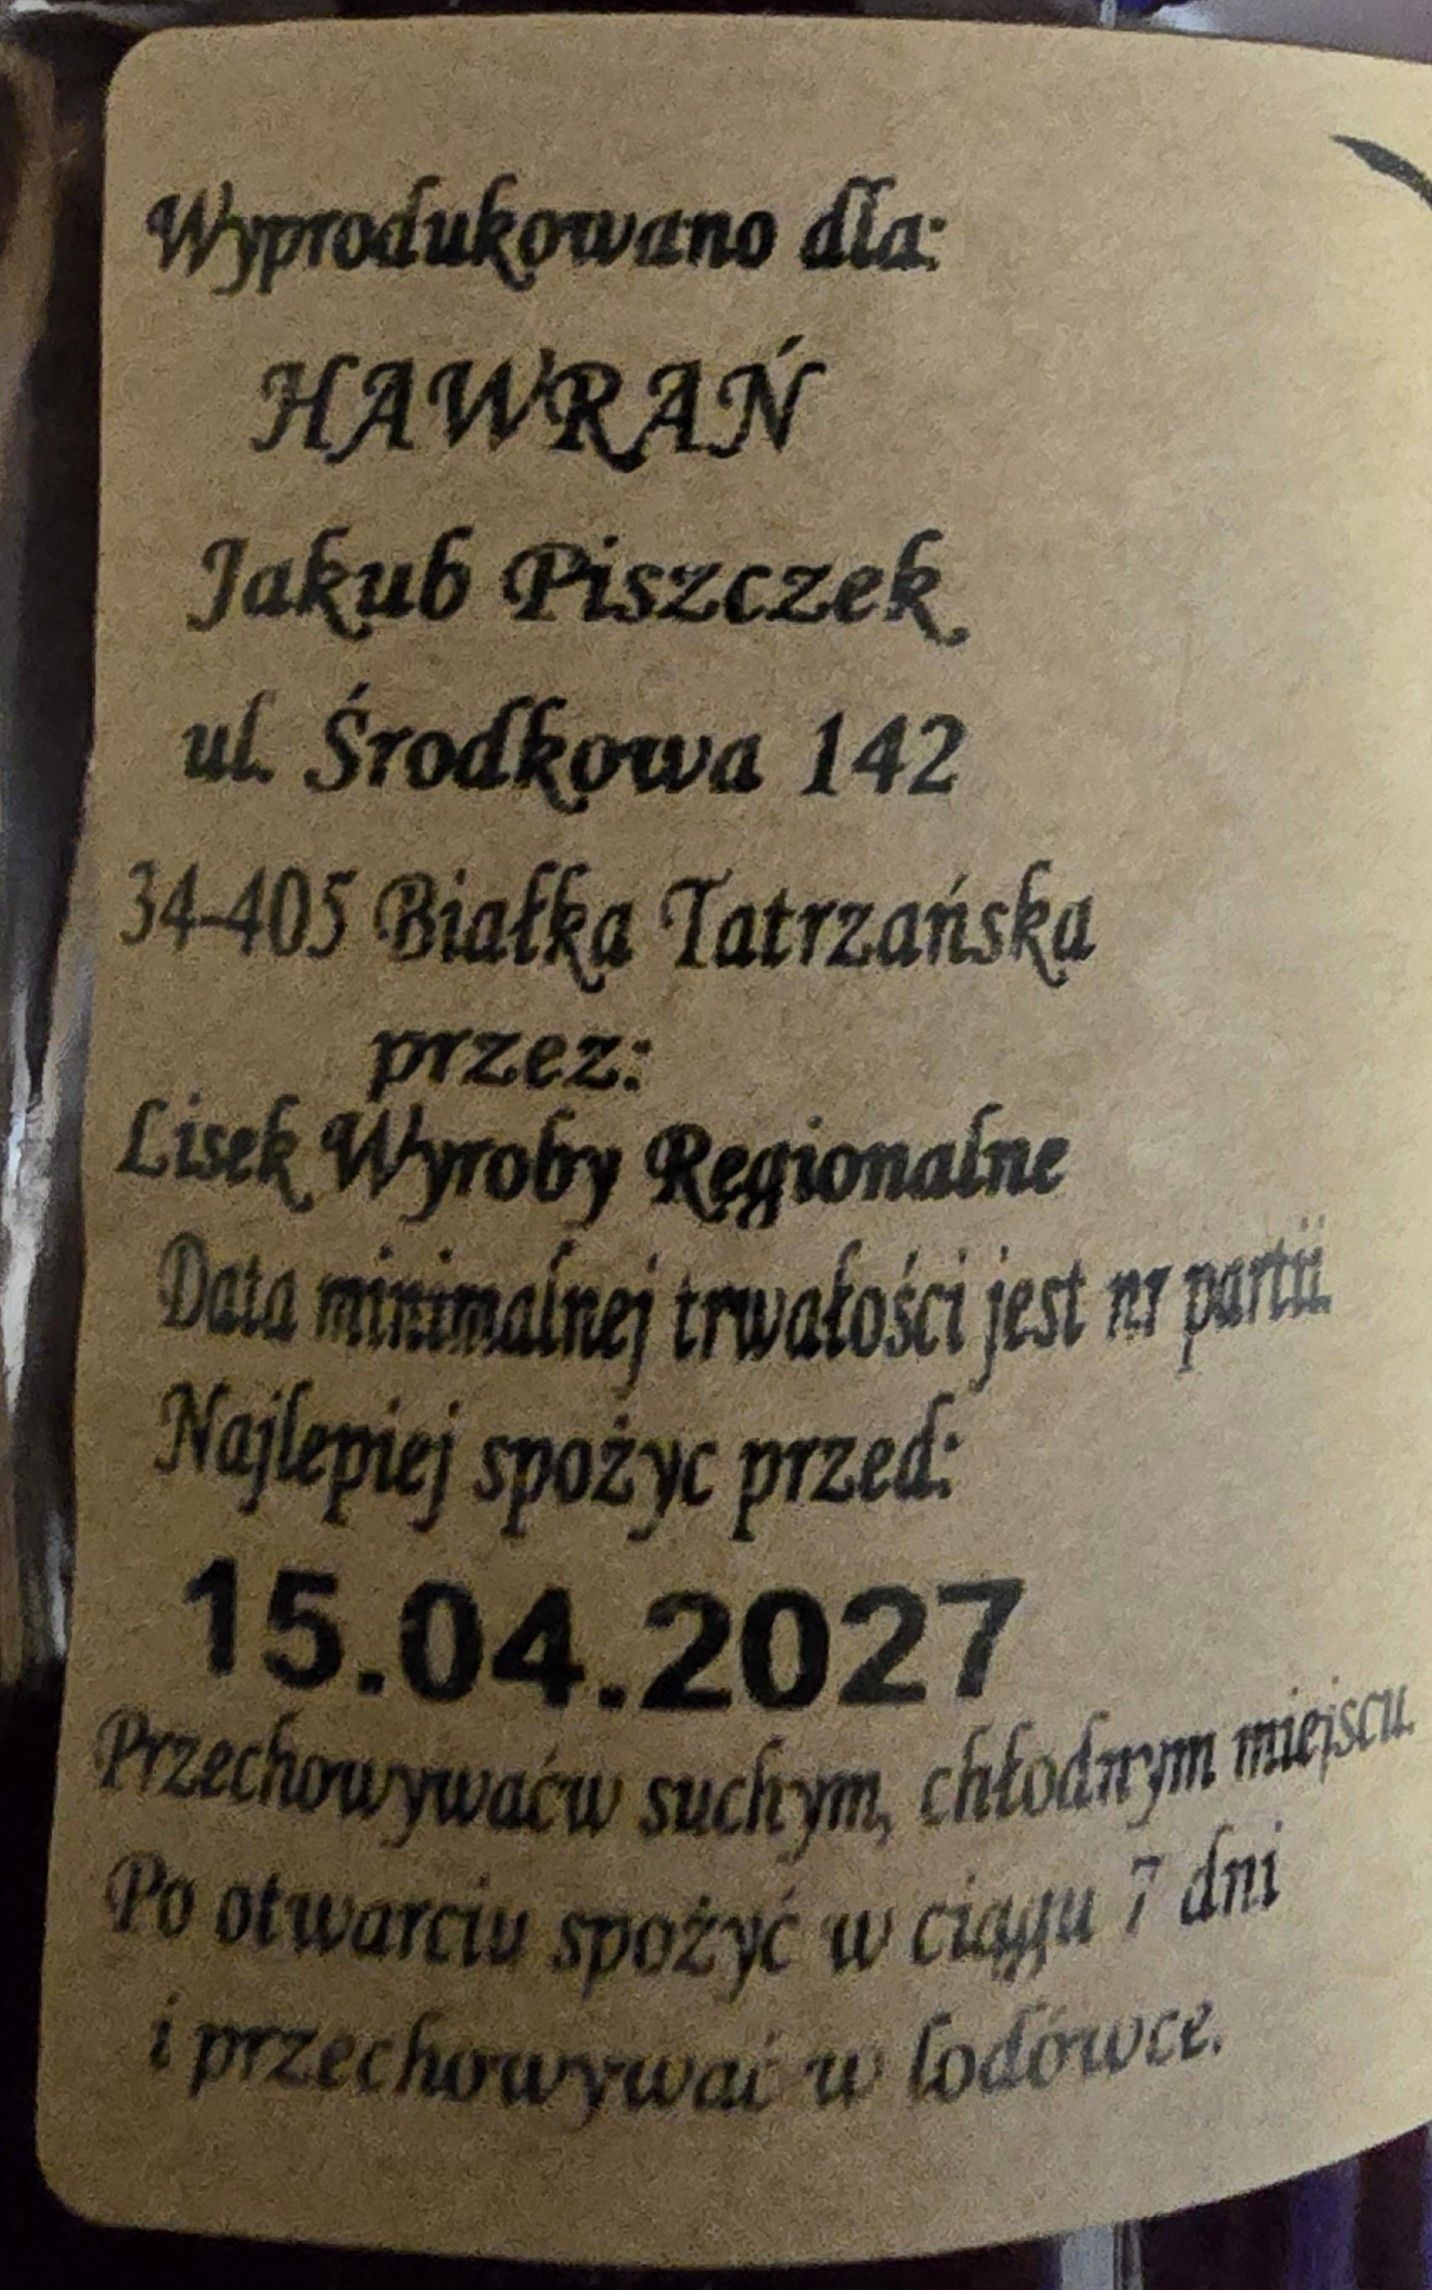 Wyprodukowano dla:
HAWRAŃ
Jakub Piszczek
ul. Środkowa 142
34-405 Białka Tatrzańska
przez:
Lisek Wyroby Regionalne
Data minimalnej trwałości jest nr partii.
Najlepiej spożyc przed:
15.04.2027
Przechowywaćw suchym, chłodnym miejscu.
Po otwarciu spożyć w ciągu 7 dni
i przechowywać w lodówce.